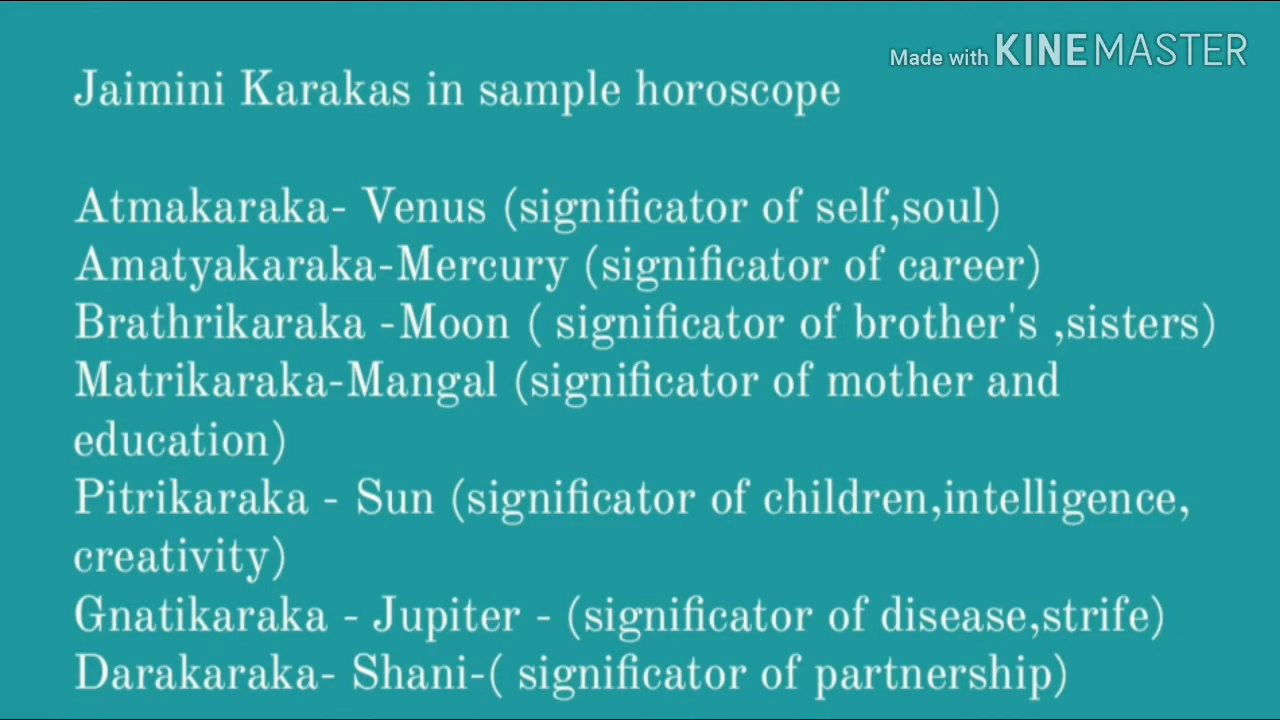 Made with KINEMASTER
Jaimini Karakas in sample horoscope
Atmakaraka- Venus (significator of self,soul)
Amatyakaraka-Mercury (significator of career)
Brathrikaraka -Moon ( significator of brother's ,sisters)
Matrikaraka-Mangal (significator of mother and
education)
Pitrikaraka - Sun (significator of children,intelligence,
creativity)
Gnatikaraka - Jupiter - (significator of disease,strife)
Darakaraka- Shani-( significator of partnership)